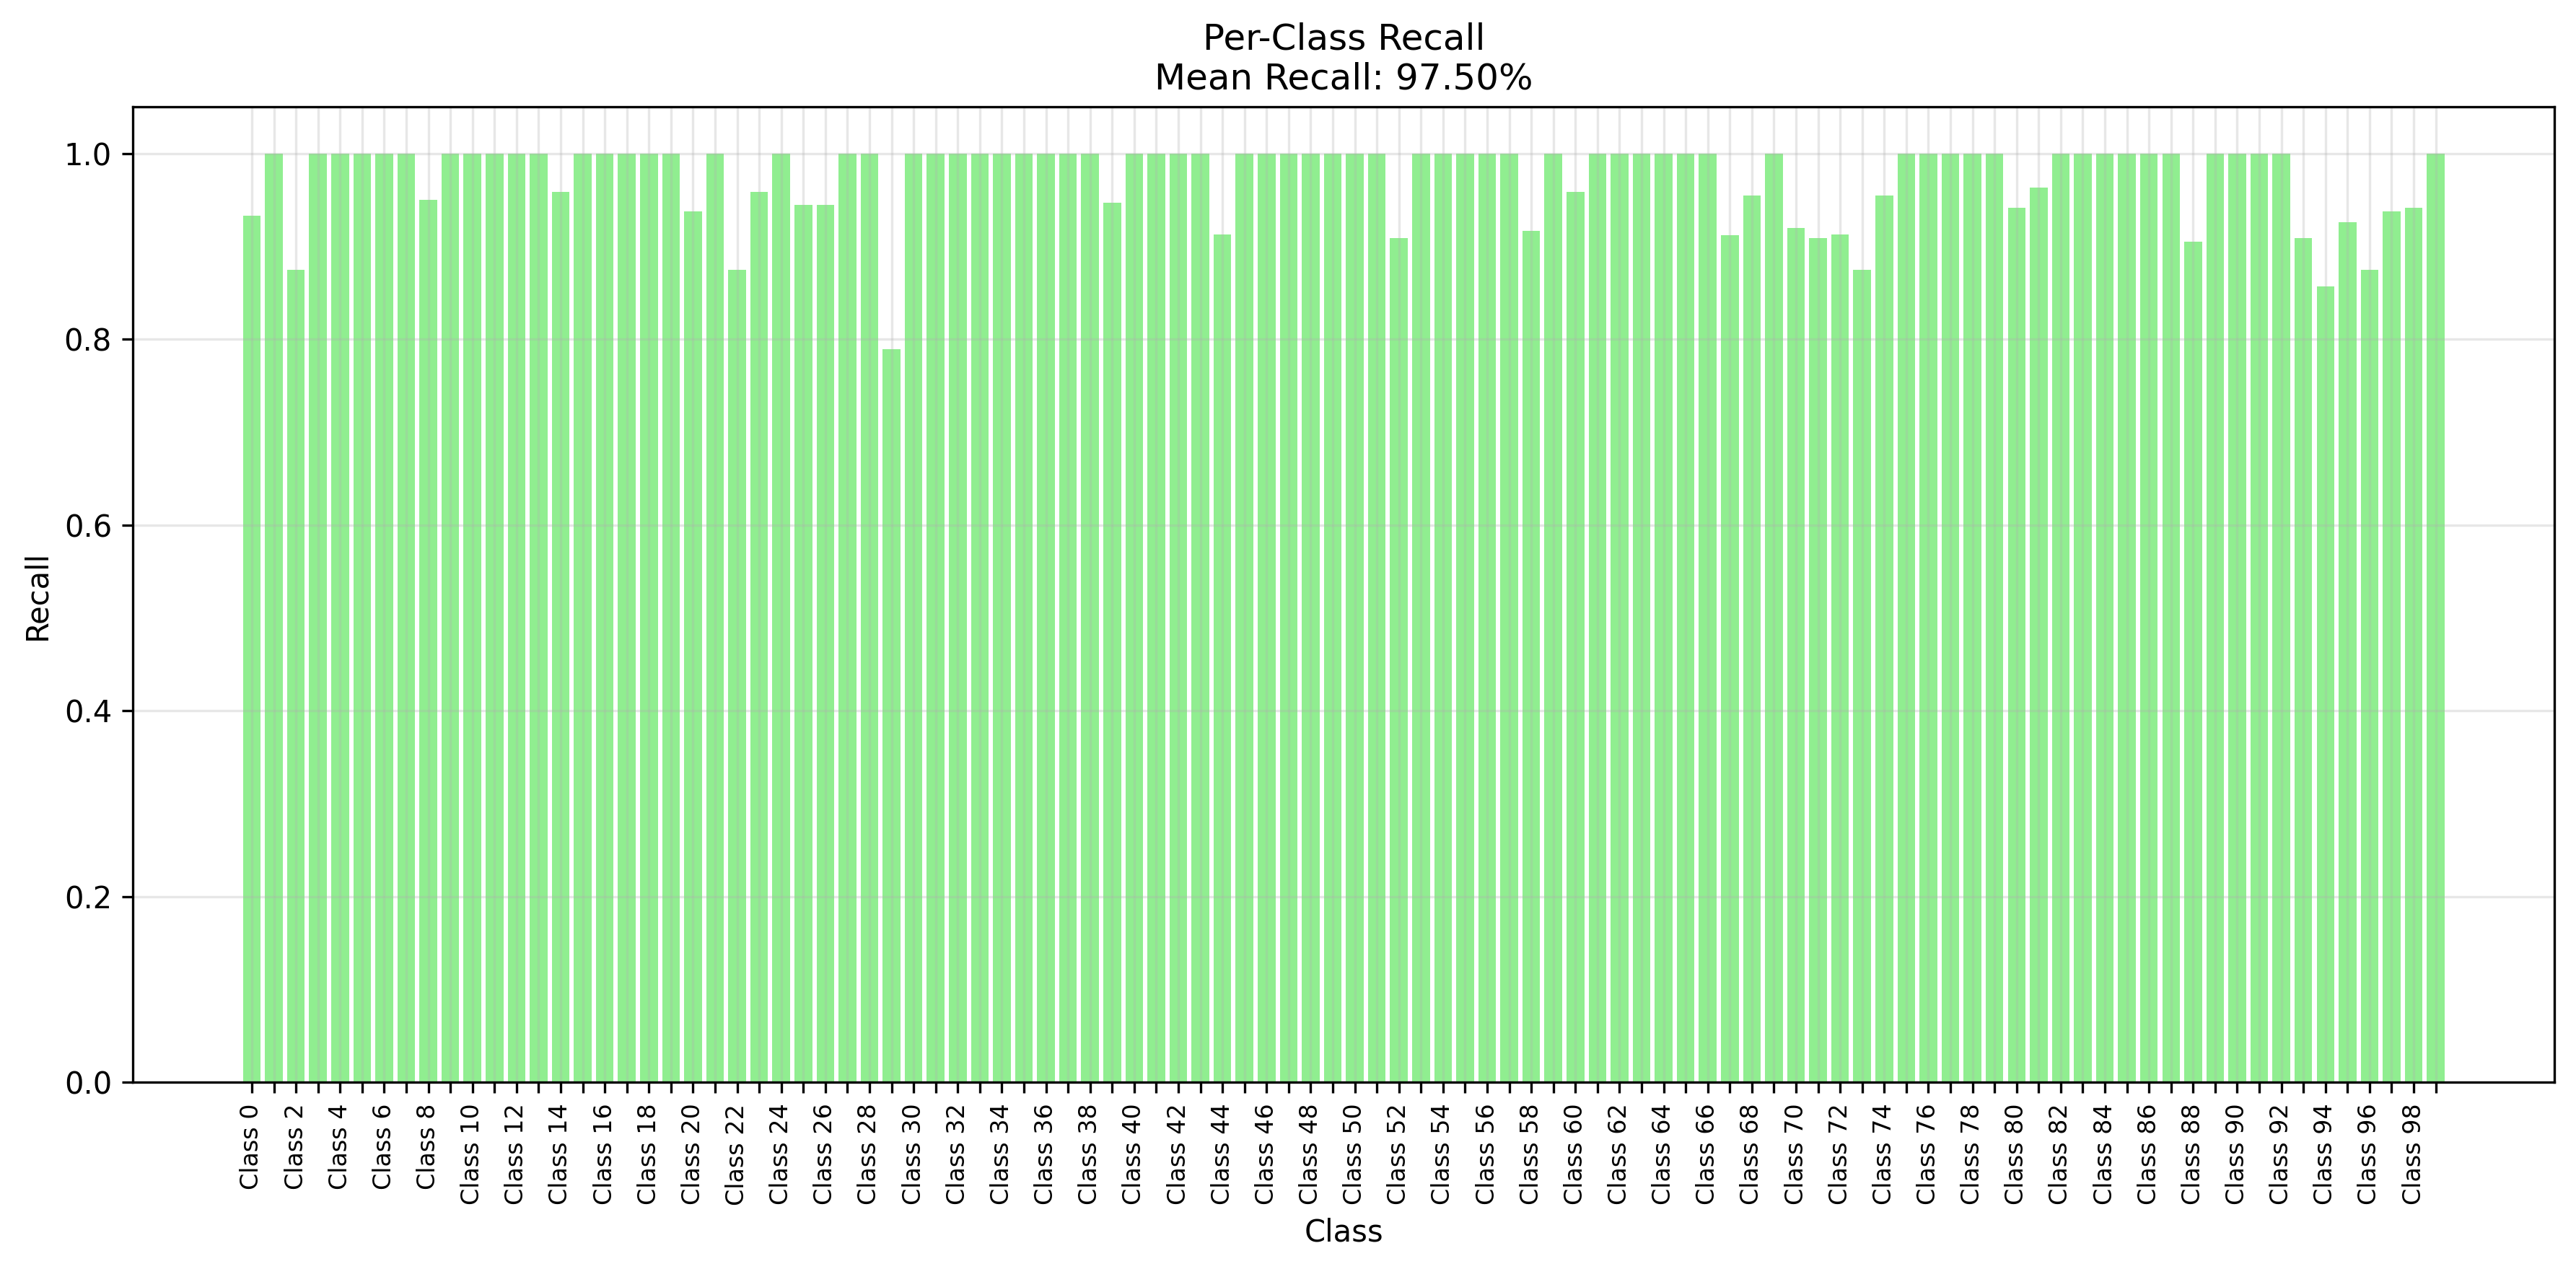 Per-Class Recall
Mean Recall: 97.50%
Recall
1.0
0.8
0.6
0.4
0.2
0.0
Class 0
Class 2
Class 4
Class 6
Class 8
Class 10
Class 12
Class 14
Class 16
Class 18
Class 20
Class 22
Class 24
Class 26
Class 28
Class 30
Class 32
Class 34
Class 36
Class 38
Class 40
Class 42
Class 44
Class 46
Class 48
Class 50
Class 52
Class 54
Class 56
Class 58
Class 60
Class 62
Class 64
Class 66
Class 68
Class 70
Class 72
Class 74
Class 76
Class 78
Class 80
Class 82
Class 84
Class 86
Class 88
Class 90
Class 92
Class 94
Class 96
Class 98
Class